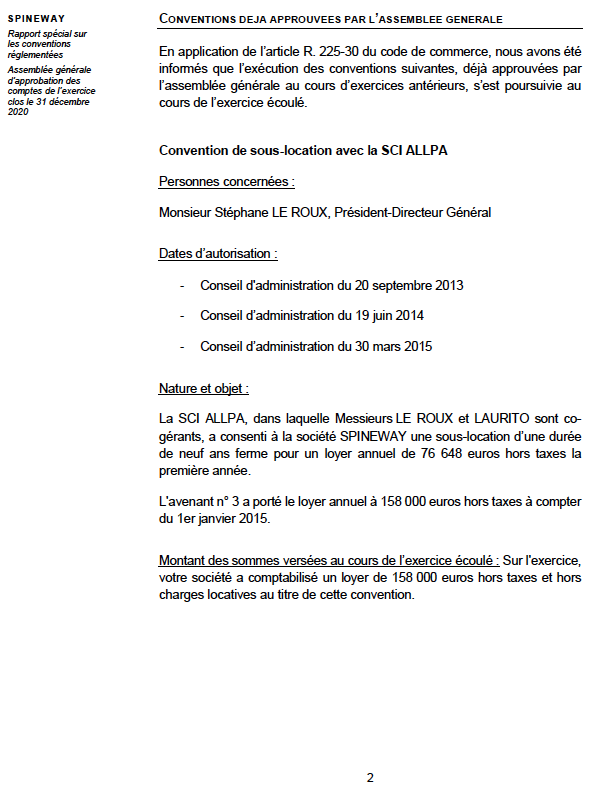 SPINEWAY
Rapport spécial sur
les conventions
réglementées
Assemblée générale
d'approbation des
comptes de l'exercice
clos le 31 décembre
2020
CONVENTIONS DEJA APPROUVEES PAR L'ASSEMBLEE GENERALE
En application de l'article R. 225-30 du code de commerce, nous avons été
informés que l'exécution des conventions suivantes, déjà approuvées par
l'assemblée générale au cours d'exercices antérieurs, s'est poursuivie au
cours de l'exercice écoulé.
Convention de sous-location avec la SCI ALLPA
Personnes concernées :
Monsieur Stéphane LE ROUX, Président-Directeur Général
Dates d'autorisation :
- Conseil d'administration du 20 septembre 2013
- Conseil d'administration du 19 juin 2014
- Conseil d'administration du 30 mars 2015
Nature et objet :
La SCI ALLPA, dans laquelle Messieurs LE ROUX et LAURITO sont co-
gérants, a consenti à la société SPINEWAY une sous-location d'une durée
de neuf ans ferme pour un loyer annuel de 76 648 euros hors taxes la
première année.
L'avenant n° 3 a porté le loyer annuel à 158 000 euros hors taxes à compter
du 1er janvier 2015.
Montant des sommes versées au cours de l'exercice écoulé : Sur l'exercice,
votre société a comptabilisé un loyer de 158 000 euros hors taxes et hors
charges locatives au titre de cette convention.
2